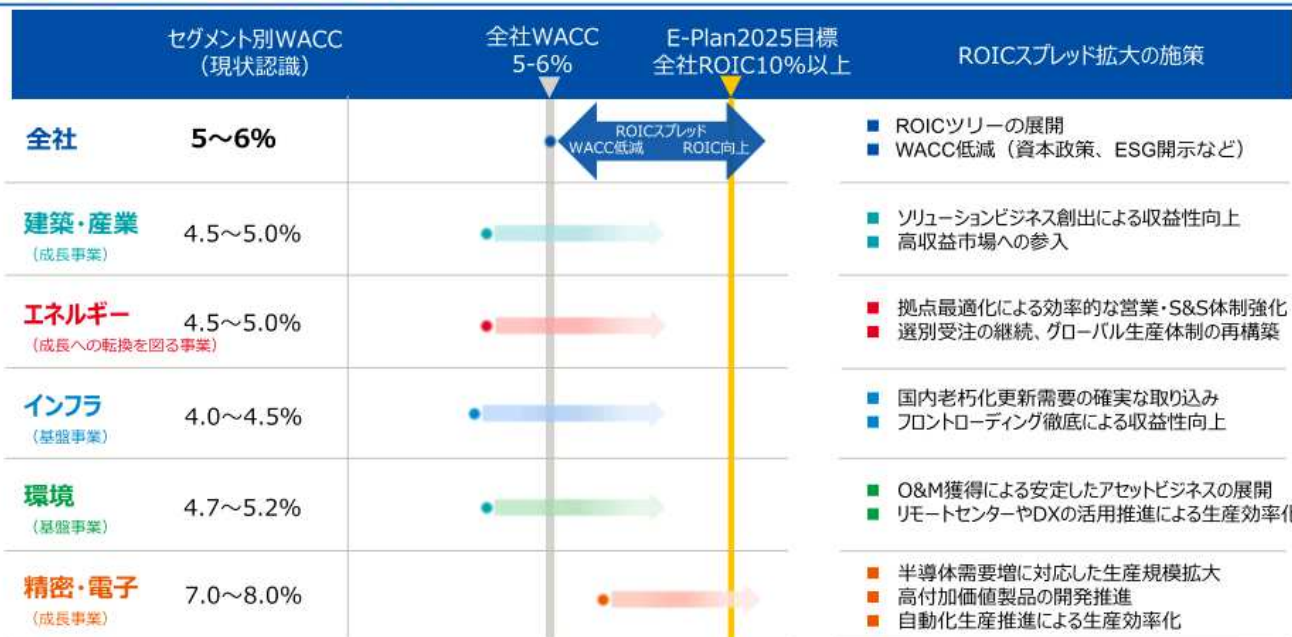 セグメント別WACC
（現状認識）
全社WACC
5-6%
E-Plan2025目標
全社ROIC10%以上
ROICスプレッド拡大の施策
全社
5～6%
ROICスプレッド
WACC低減
ROIC向上
■ ROICツリーの展開
■ WACC低減（資本政策、ESG開示など）
建築・産業
（成長事業）
4.5～5.0%
■ ソリューションビジネス創出による収益性向上
■ 高収益市場への参入
エネルギー
（成長への転換を図る事業）
4.5～5.0%
■ 拠点最適化による効率的な営業・S&S体制強化
■ 選別受注の継続、グローバル生産体制の再構築
インフラ
（基盤事業）
4.0～4.5%
■ 国内老朽化更新需要の確実な取り込み
■ フロントローディング徹底による収益性向上
環境
（基盤事業）
4.7～5.2%
■ O&M獲得による安定したアセットビジネスの展開
■ リモートセンターやDXの活用推進による生産効率化
精密・電子
（成長事業）
7.0～8.0%
■ 半導体需要増に対応した生産規模拡大
■ 高付加価値製品の開発推進
■ 自動化生産推進による生産効率化